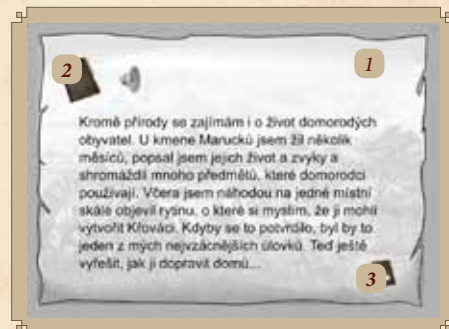 1
2
Kromě přírody se zajímám i o život domorodých
obyvatel. U kmene Marucků jsem žil několik
měsíců, popsal jsem jejich život a zvyky a
shromáždil mnoho předmětů, které domorodci
používají. Včera jsem náhodou na jedné místní
skále objevil rytinu, o které si myslím, že ji mohli
vytvořit Křováci. Kdyby se to potvrdilo, byl by to
jeden z mých nejvzácnějších úlovků. Teď ještě
vyřešit, jak ji dopravit domů...
3